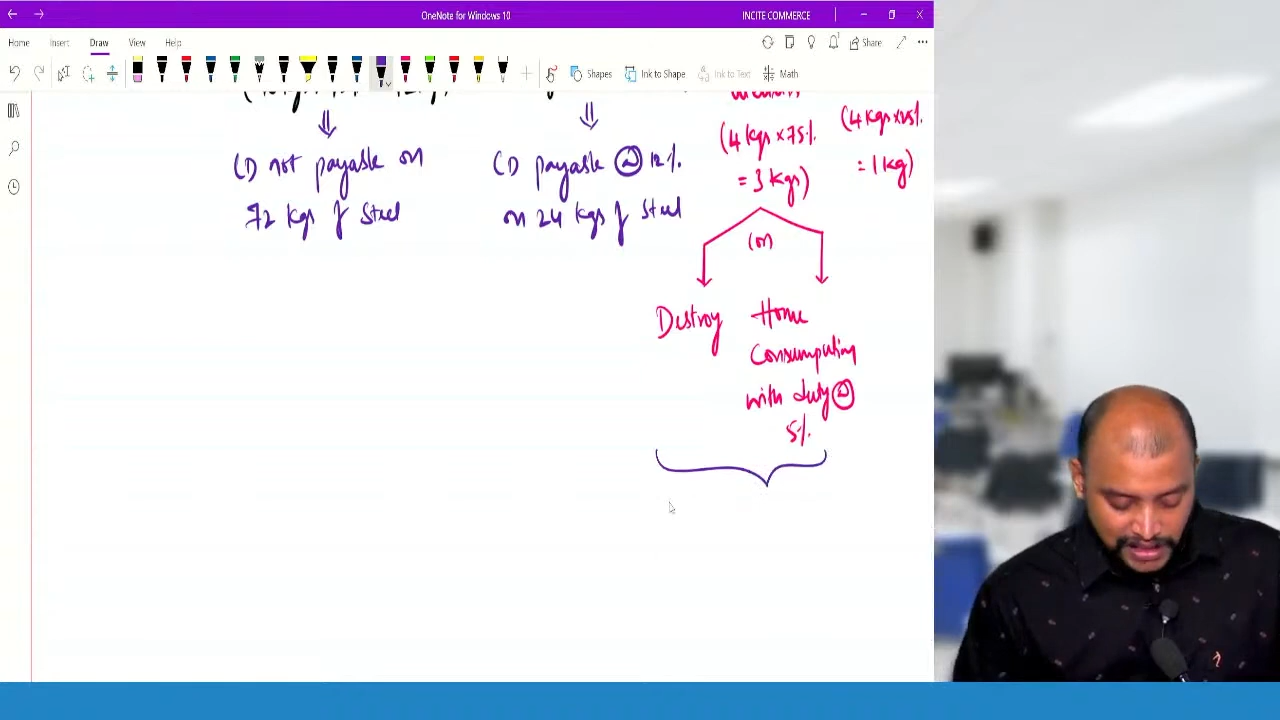 OneNote for Windows 10
INCITE COMMERCE
Home Insert Draw View Help
Share
Shapes
Ink to Shape
Ink to Text
Math
(4 Kgs x 75%
= 3 Kgs)
(4 Kgs x 25%
= 1 Kg)
CD not payable on
72 Kgs of Steel
CD payable @ 12%
on 24 Kgs of Steel
(or)
Destroy
Home
Consumption
with duty @
5%